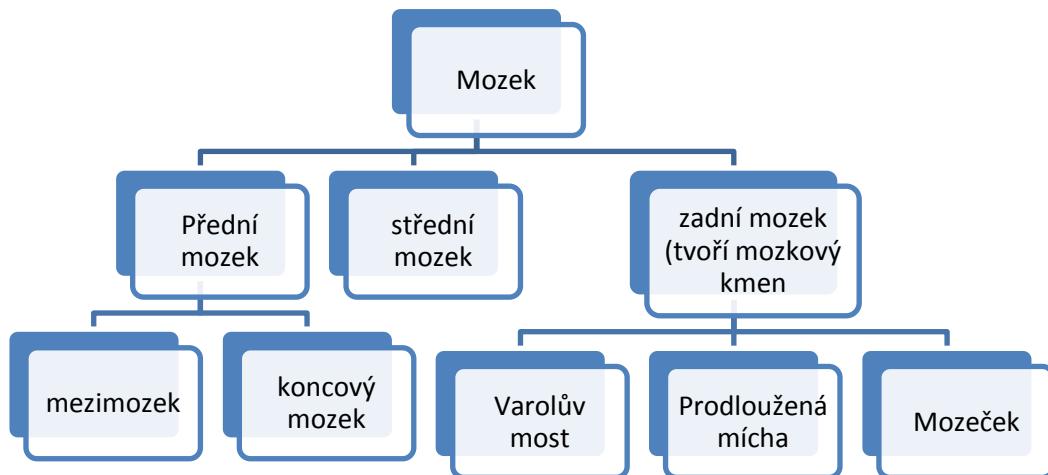 Mozek
Přední
mozek
střední
mozek
zadní mozek
(tvoří mozkový
kmen
mezimozek
koncový
mozek
Varolův
most
Prodloužená
mícha
Mozeček